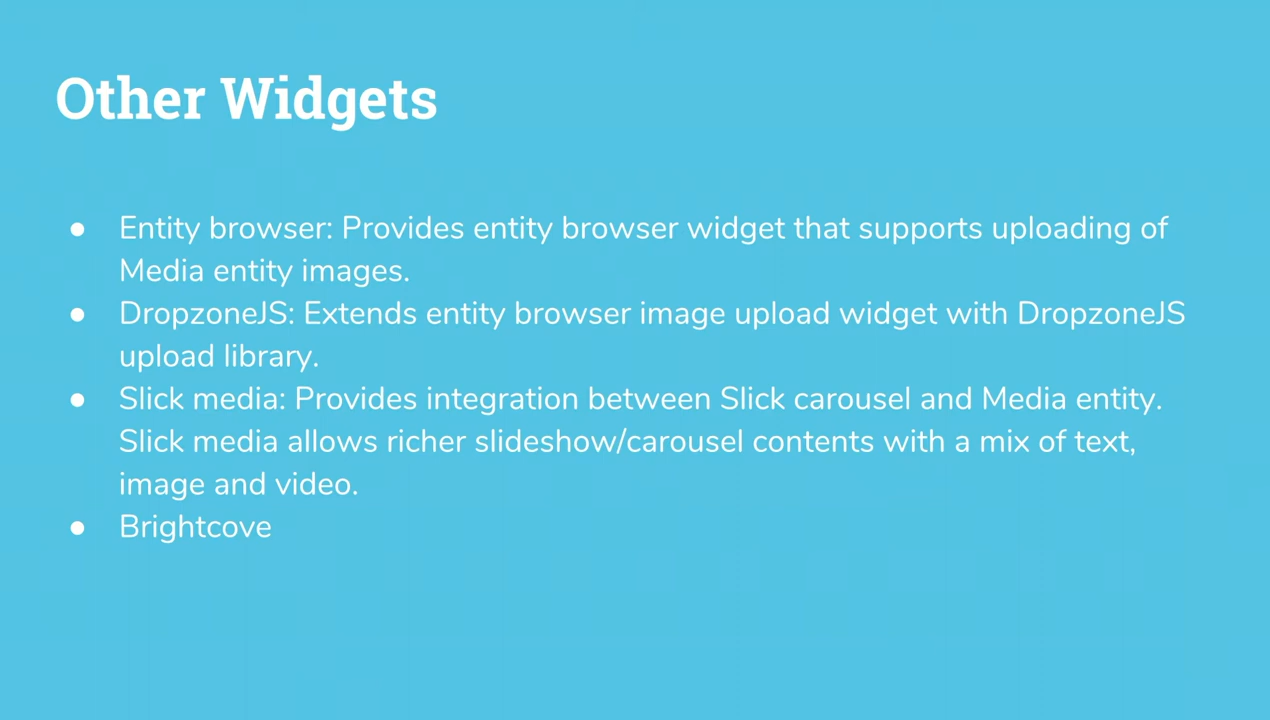 Other Widgets
● Entity browser: Provides entity browser widget that supports uploading of
Media entity images.
● DropzoneJS: Extends entity browser image upload widget with DropzoneJS
upload library.
● Slick media: Provides integration between Slick carousel and Media entity.
Slick media allows richer slideshow/carousel contents with a mix of text,
image and video.
● Brightcove